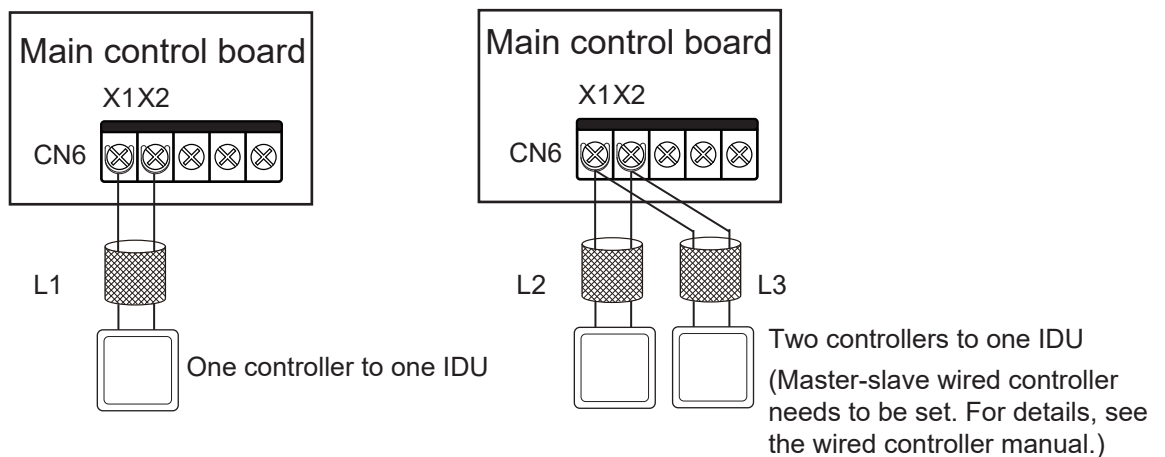 Main control board
X1X2
CN6
L1
One controller to one IDU
Main control board
X1X2
CN6
L2
L3
Two controllers to one IDU
(Master-slave wired controller
needs to be set. For details, see
the wired controller manual.)